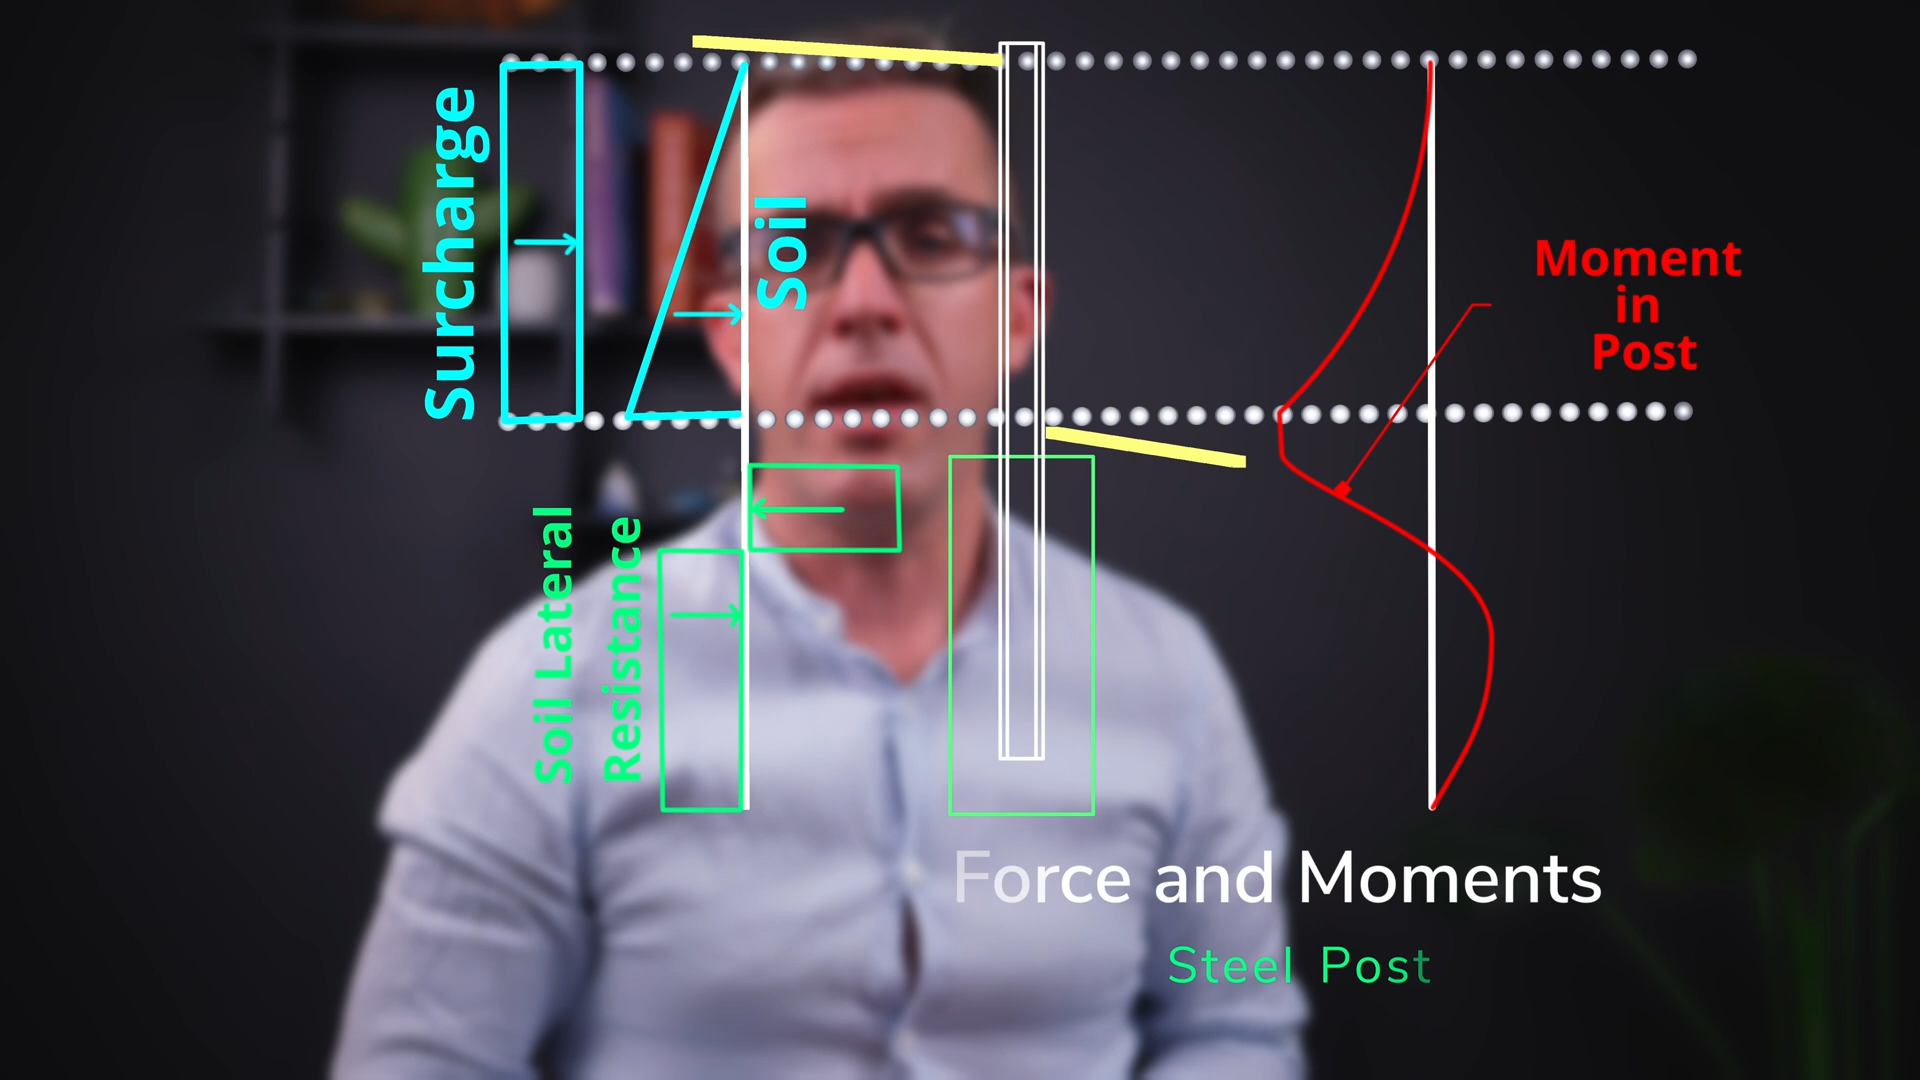 Surcharge
Soil
Moment
in
Post
Soil Lateral
Resistance
Force and Moments
Steel Post